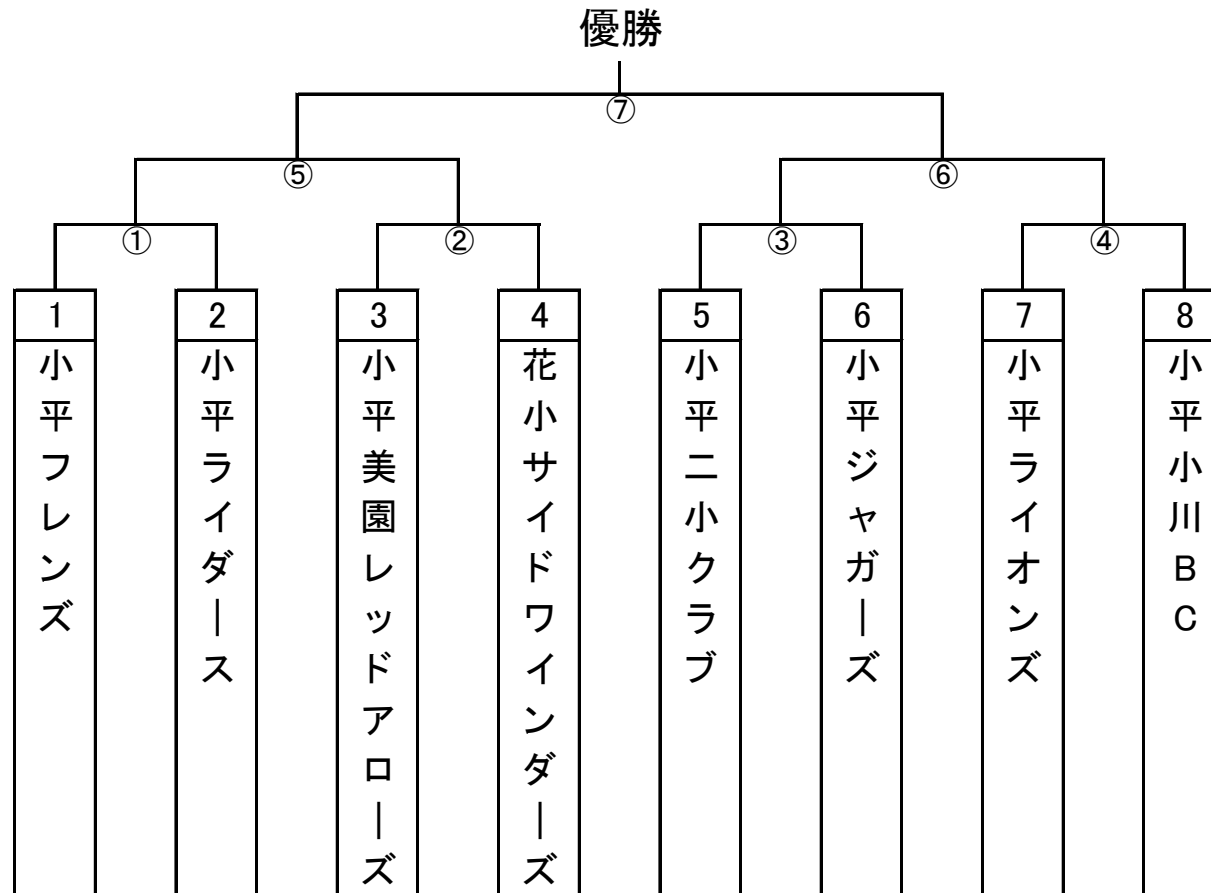 優勝
⑦
⑤
⑥
①
②
③
④
1
2
3
4
5
6
7
8
小平フレンズ
小平ライダース
小平美園レッドアローズ
花小サイドワインダーズ
小平二小クラブ
小平ジャガーズ
小平ライオンズ
小平小川BC